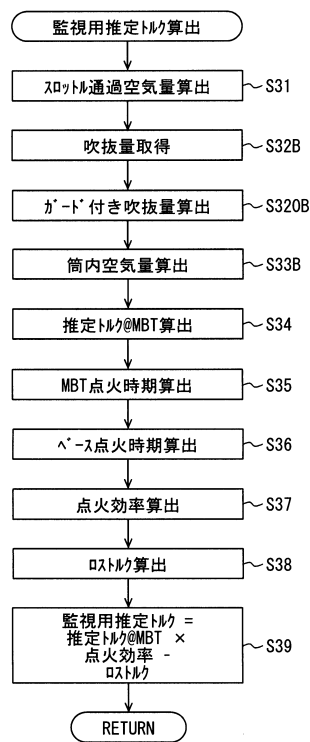 監視用推定トルク算出
スロットル通過空気量算出
S31
吹抜量取得
S32B
ガード付き吹抜量算出
S320B
筒内空気量算出
S33B
推定トルク@MBT算出
S34
MBT点火時期算出
S35
ベース点火時期算出
S36
点火効率算出
S37
ロストルク算出
S38
監視用推定トルク =
推定トルク@MBT ×
点火効率 -
ロストルク
S39
RETURN